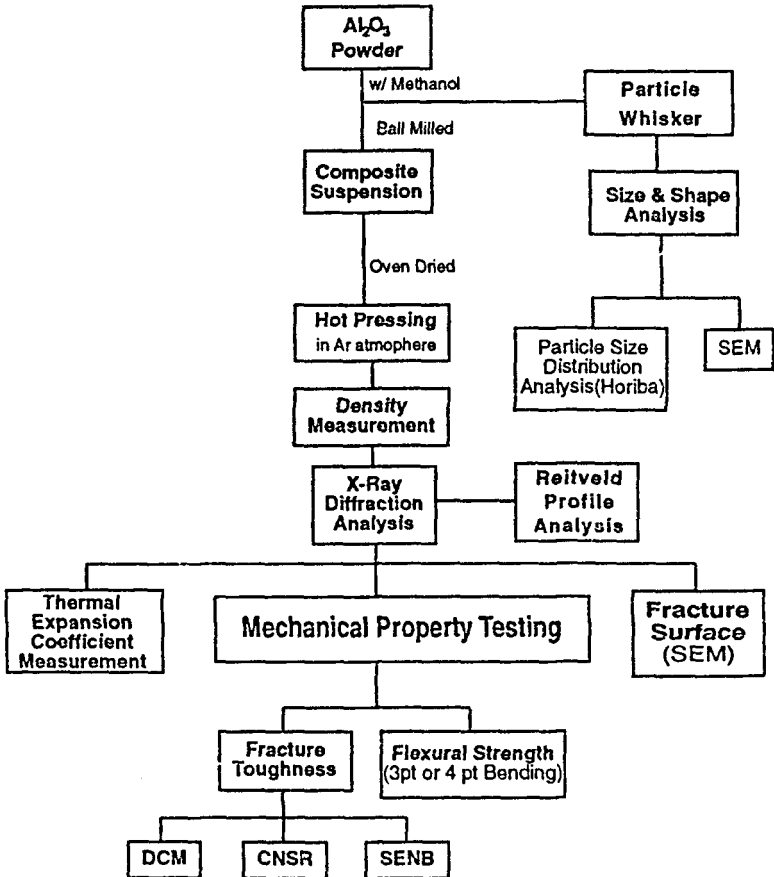 Al₂O₃
Powder
w/ Methanol
Particle
Whisker
Ball Milled
Composite
Suspension
Size & Shape
Analysis
Oven Dried
Hot Pressing
in Ar atmophere
Particle Size
Distribution
Analysis(Horiba)
SEM
Density
Measurement
X-Ray
Diffraction
Analysis
Reitveld
Profile
Analysis
Thermal
Expansion
Coefficient
Measurement
Mechanical Property Testing
Fracture
Surface
(SEM)
Fracture
Toughness
Flexural Strength
(3pt or 4 pt Bending)
DCM
CNSR
SENB